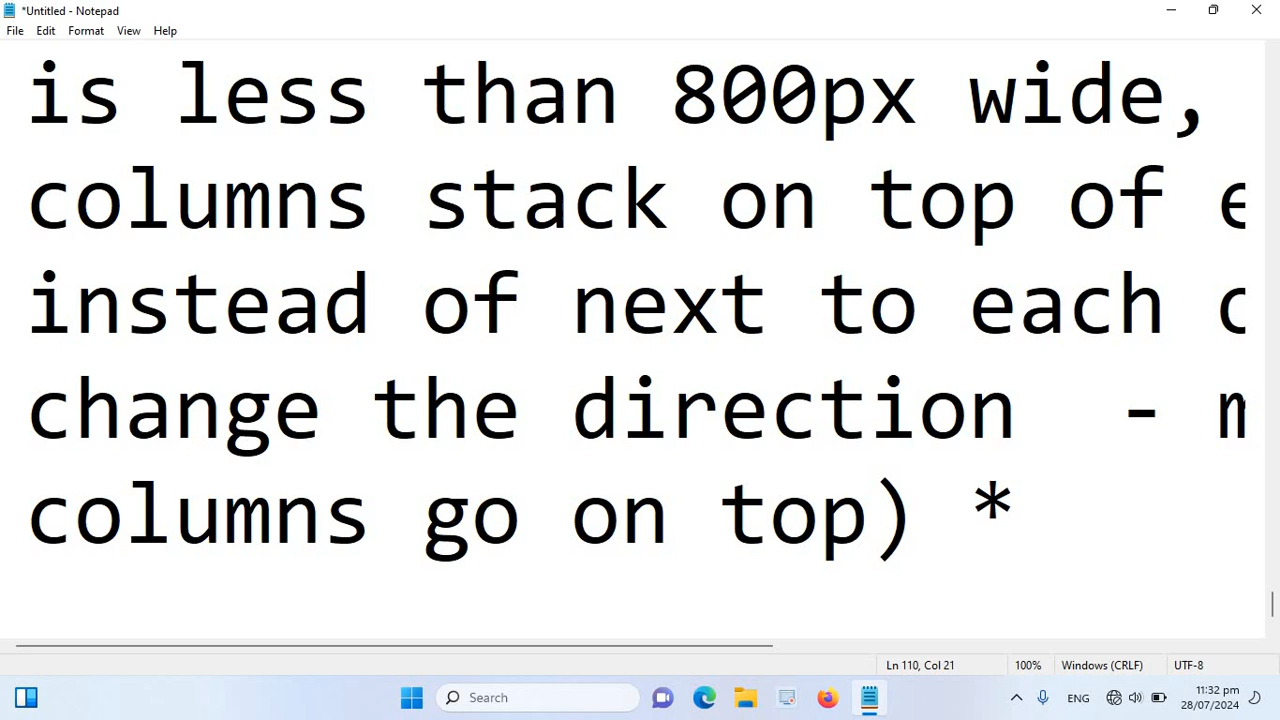 *Untitled - Notepad
File Edit Format View Help
is less than 800px wide,
columns stack on top of
instead of next to each
change the direction  - m
columns go on top) *
Ln 110, Col 21 100% Windows (CRLF) UTF-8
Search
ENG
11:32 pm
28/07/2024